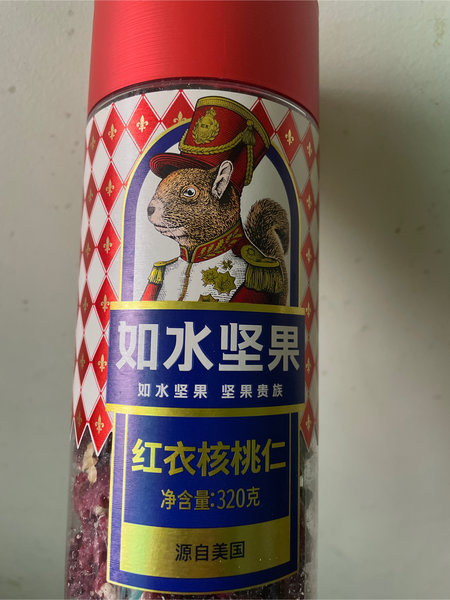 如水坚果
如水坚果 坚果贵族
红衣核桃仁
净含量:320克
源自美国